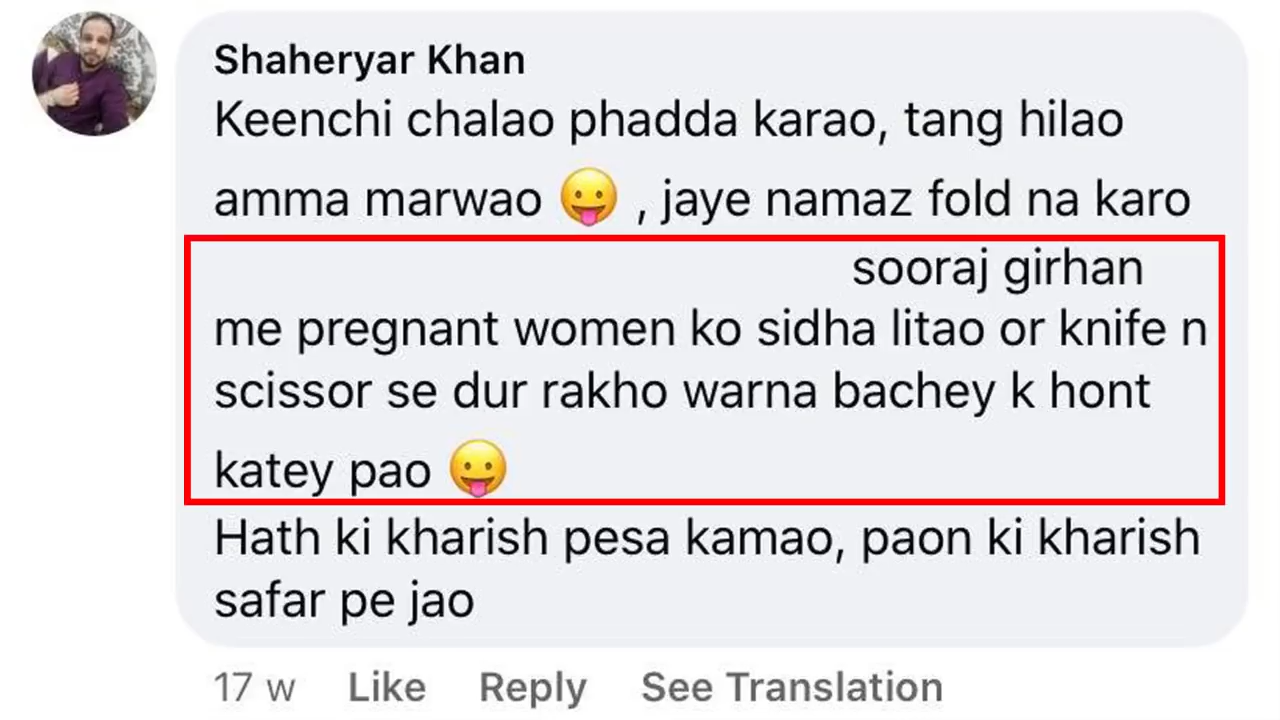 Shaheryar Khan
Keenchi chalao phadda karao, tang hilao
amma marwao 😛 , jaye namaz fold na karo
sooraj girhan
me pregnant women ko sidha litao or knife n
scissor se dur rakho warna bachey k hont
katey pao 😛
Hath ki kharish pesa kamao, paon ki kharish
safar pe jao
17 w Like Reply See Translation